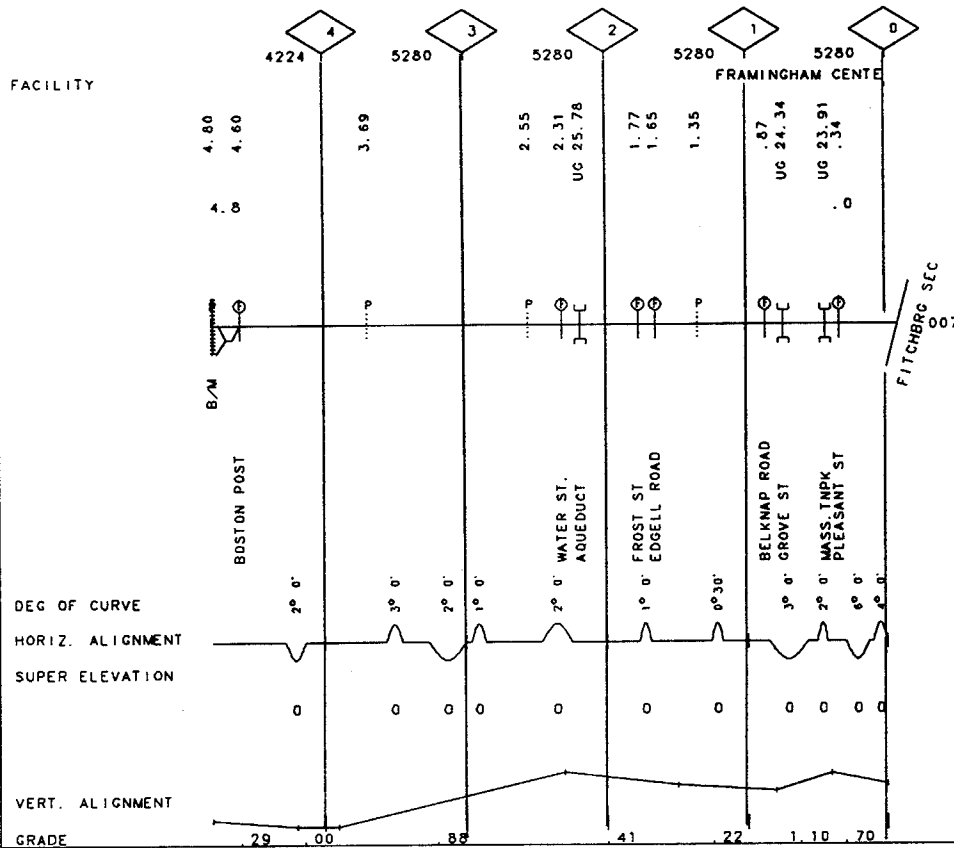 4 3 2 1 0
4224 5280 5280 5280 5280
FACILITY
FRAMINGHAM CENTE
4.80
4.60
3.69
2.55
2.31
UG 25.78
1.77
1.65
1.35
.87
UG 24.34
UG 23.91
.34
4.8
.0
F P P F F F P F F
007
FITCHBRG SEC
B/M
BOSTON POST
WATER ST.
AQUEDUCT
FROST ST
EDGELL ROAD
BELKNAP ROAD
GROVE ST
MASS.TNPK
PLEASANT ST
DEG OF CURVE 2° 0' 3° 0' 2° 0' 1° 0' 2° 0' 1° 0' 0°30' 3° 0' 2° 0' 6° 0' 4° 0'
HORIZ. ALIGNMENT
SUPER ELEVATION
0 0 0 0 0 0 0 0 0 0 0
VERT. ALIGNMENT
GRADE .29 .00 .88 .41 .22 1.10 .70